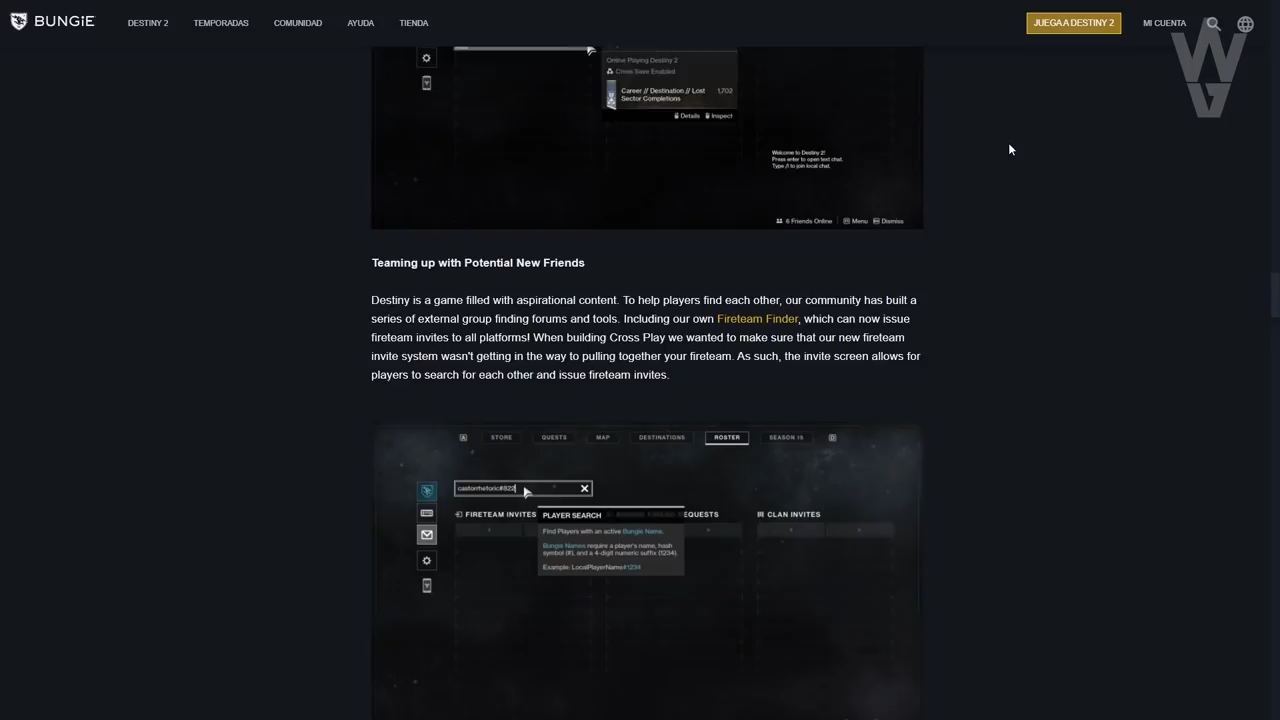 BUNGiE DESTINY 2 TEMPORADAS COMUNIDAD AYUDA TIENDA JUEGA A DESTINY 2 MI CUENTA
WG
Online Playing Destiny 2
Cross Save Enabled
Career // Destination // Lost 1,702
Sector Completions
Details Inspect
Welcome to Destiny 2!
Press enter to open text chat.
Type /l to join local chat.
6 Friends Online Menu Dismiss
Teaming up with Potential New Friends
Destiny is a game filled with aspirational content. To help players find each other, our community has built a
series of external group finding forums and tools. Including our own Fireteam Finder, which can now issue
fireteam invites to all platforms! When building Cross Play we wanted to make sure that our new fireteam
invite system wasn't getting in the way to pulling together your fireteam. As such, the invite screen allows for
players to search for each other and issue fireteam invites.
A STORE QUESTS MAP DESTINATIONS ROSTER SEASON 15 D
castorrhetoric#822
FIRETEAM INVITES EQUESTS CLAN INVITES
PLAYER SEARCH
Find Players with an active Bungie Name.
Bungie Names require a player's name, hash
symbol (#), and a 4-digit numeric suffix (1234).
Example: LocalPlayerName#1234